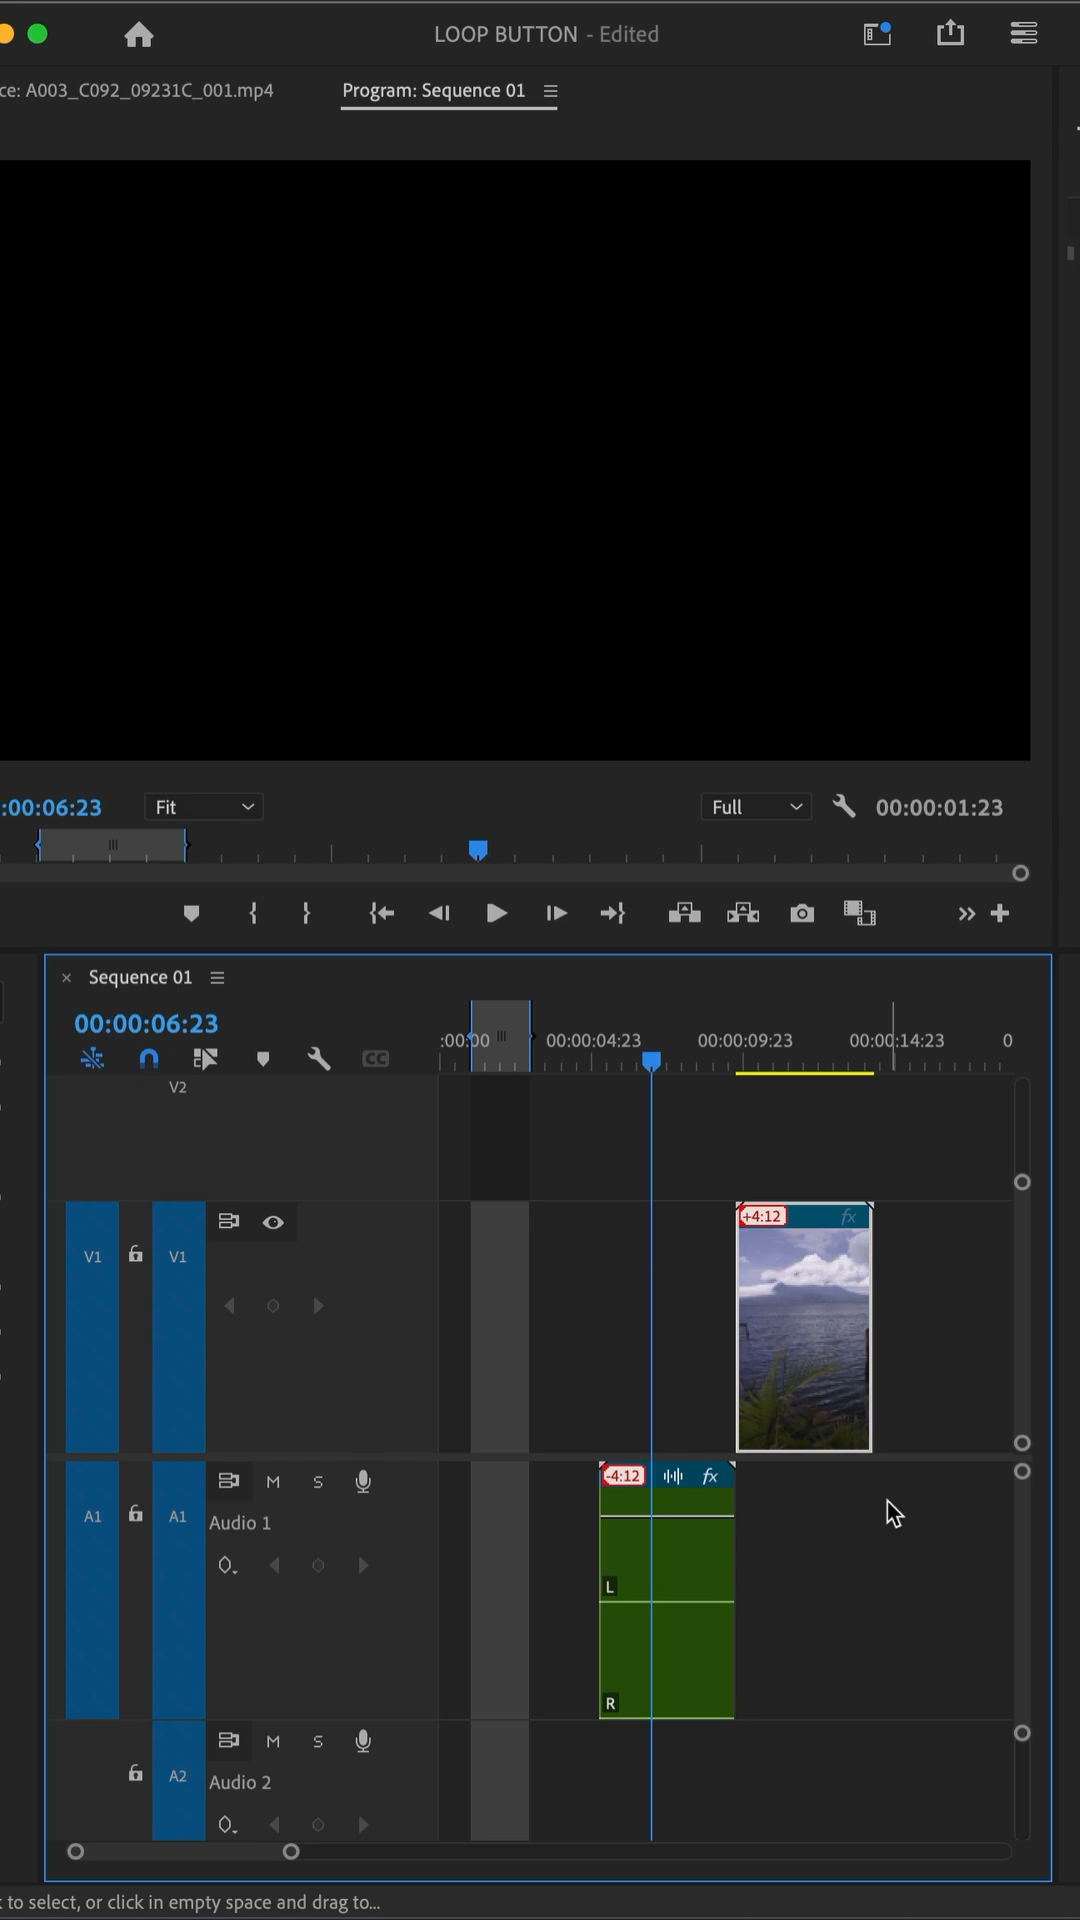 LOOP BUTTON - Edited
ce: A003_C092_09231C_001.mp4
Program: Sequence 01
:00:06:23
Fit
Full
00:00:01:23
Sequence 01
00:00:06:23
:00:00
00:00:04:23
00:00:09:23
00:00:14:23
0
CC
V2
V1
V1
+4:12
fx
A1
A1
M
S
Audio 1
-4:12
fx
L
R
A2
M
S
Audio 2
to select, or click in empty space and drag to...